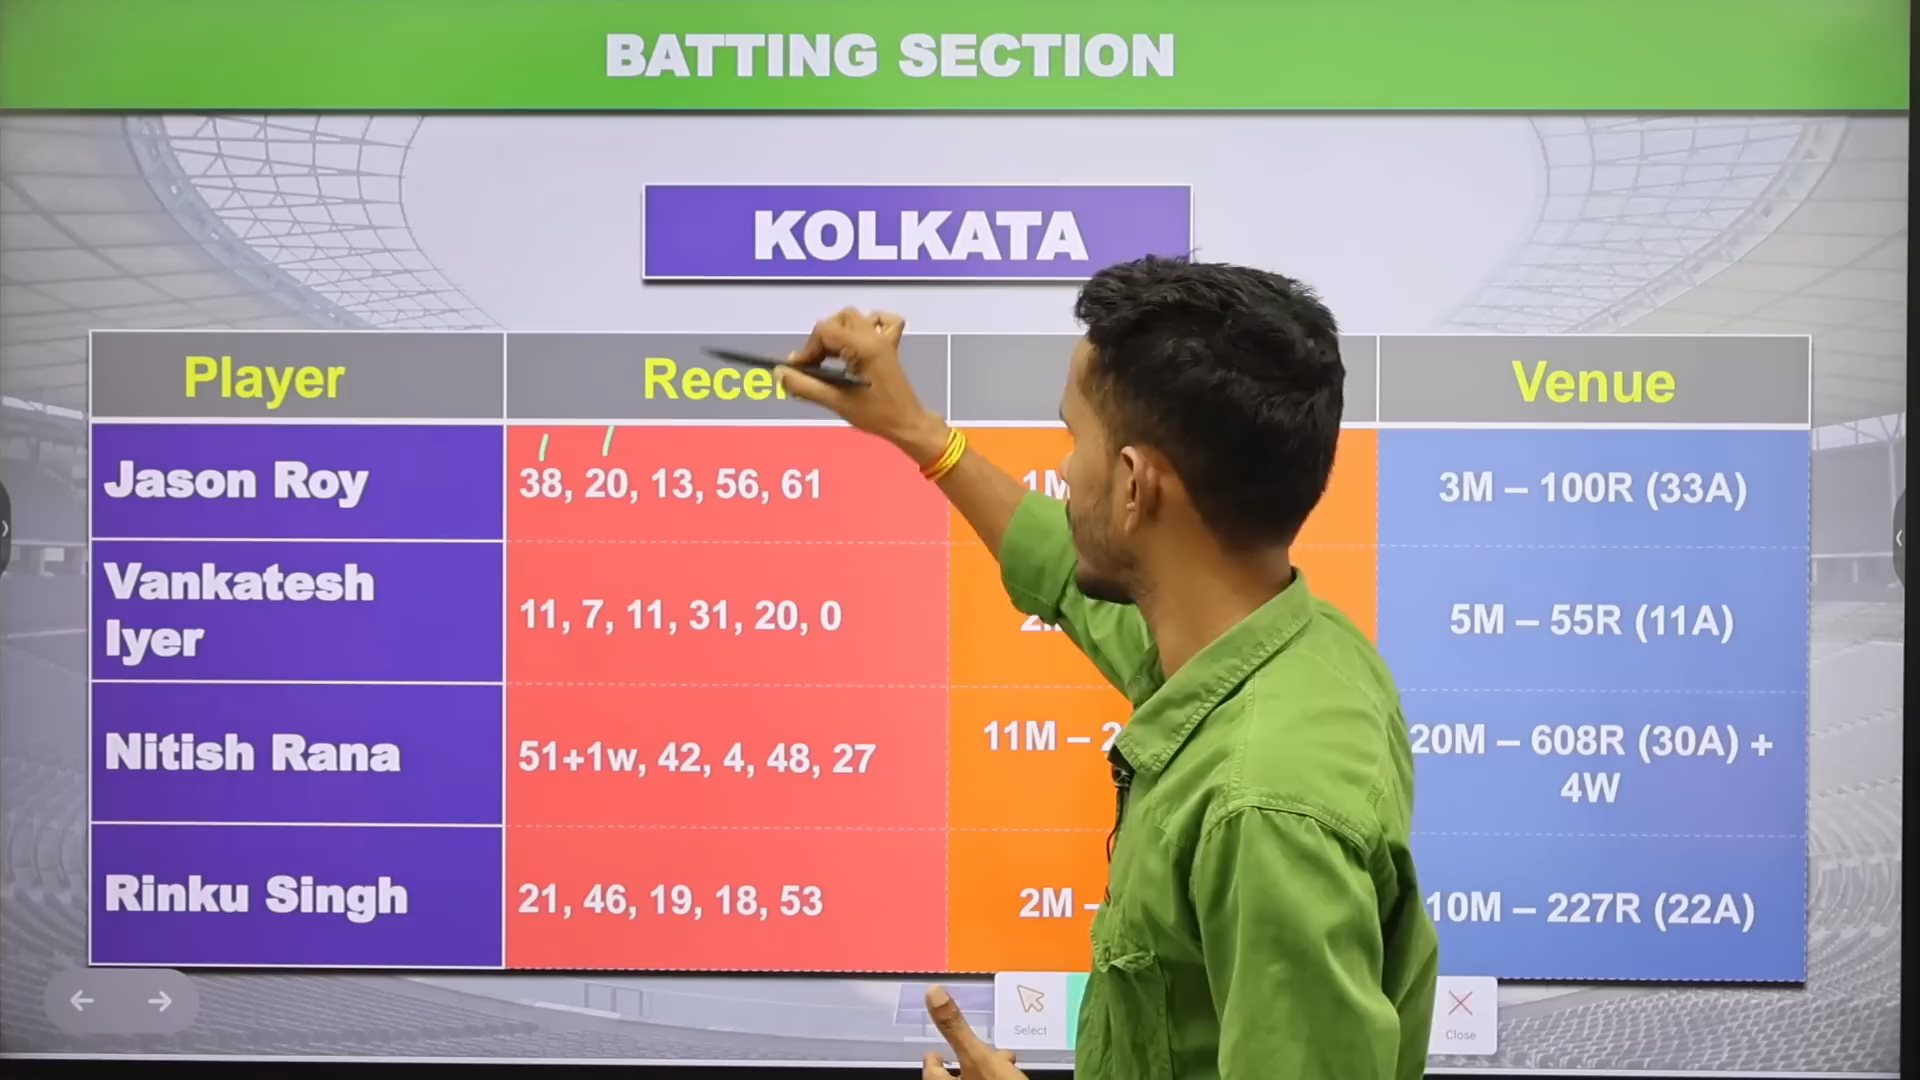 BATTING SECTION
KOLKATA
Player Venue
Jason Roy 38, 20, 13, 56, 61 3M – 100R (33A)
Vankatesh
Iyer
11, 7, 11, 31, 20, 0 5M – 55R (11A)
Nitish Rana 51+1w, 42, 4, 48, 27 11M – 20M – 608R (30A) +
4W
Rinku Singh 21, 46, 19, 18, 53 2M – 10M – 227R (22A)
Select Close